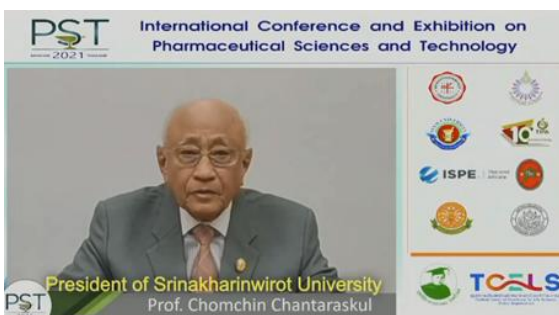 PST
2021
International Conference and Exhibition on
Pharmaceutical Sciences and Technology
ISPE
President of Srinakharinwirot University
Prof. Chomchin Chantaraskul
PST
TCELS